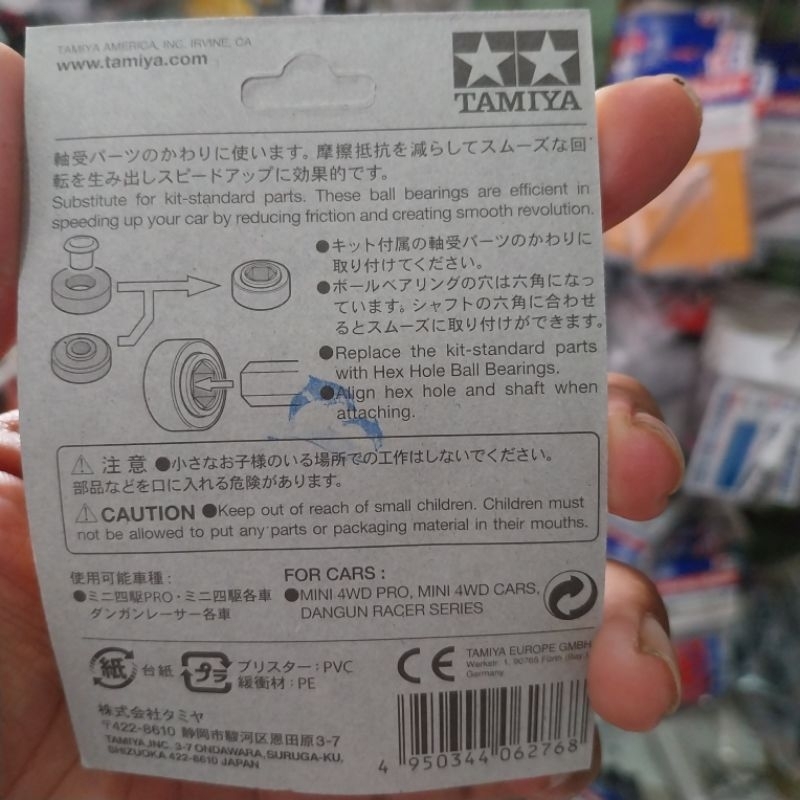 TAMIYA AMERICA, INC. IRVINE, CA
www.tamiya.com
TAMIYA
軸受パーツのかわりに使います。摩擦抵抗を減らしてスムーズな回
転を生み出しスピードアップに効果的です。
Substitute for kit-standard parts. These ball bearings are efficient in
speeding up your car by reducing friction and creating smooth revolution.
●キット付属の軸受パーツのかわりに
取り付けてください。
●ボールベアリングの穴は六角になっ
ています。シャフトの六角に合わせ
るとスムーズに取り付けができます。
●Replace the kit-standard parts
with Hex Hole Ball Bearings.
●Align hex hole and shaft when
attaching.
⚠注意 ●小さなお子様のいる場所での工作はしないでください。
部品などを口に入れる危険があります。
⚠CAUTION ●Keep out of reach of small children. Children must
not be allowed to put any parts or packaging material in their mouths.
使用可能車種:
●ミニ四駆PRO・ミニ四駆各車
ダンガンレーサー各車
FOR CARS :
●MINI 4WD PRO, MINI 4WD CARS,
DANGUN RACER SERIES
紙 台紙
プラ ブリスター:PVC
緩衝材:PE
CE
TAMIYA EUROPE GMBH
Werkstr. 1, 90765 Fürth (Bay.)
Germany
株式会社タミヤ
〒422-8610 静岡市駿河区恩田原3-7
TAMIYA, INC. 3-7 ONDAWARA, SURUGA-KU,
SHIZUOKA 422-8610 JAPAN
4 950344 062768